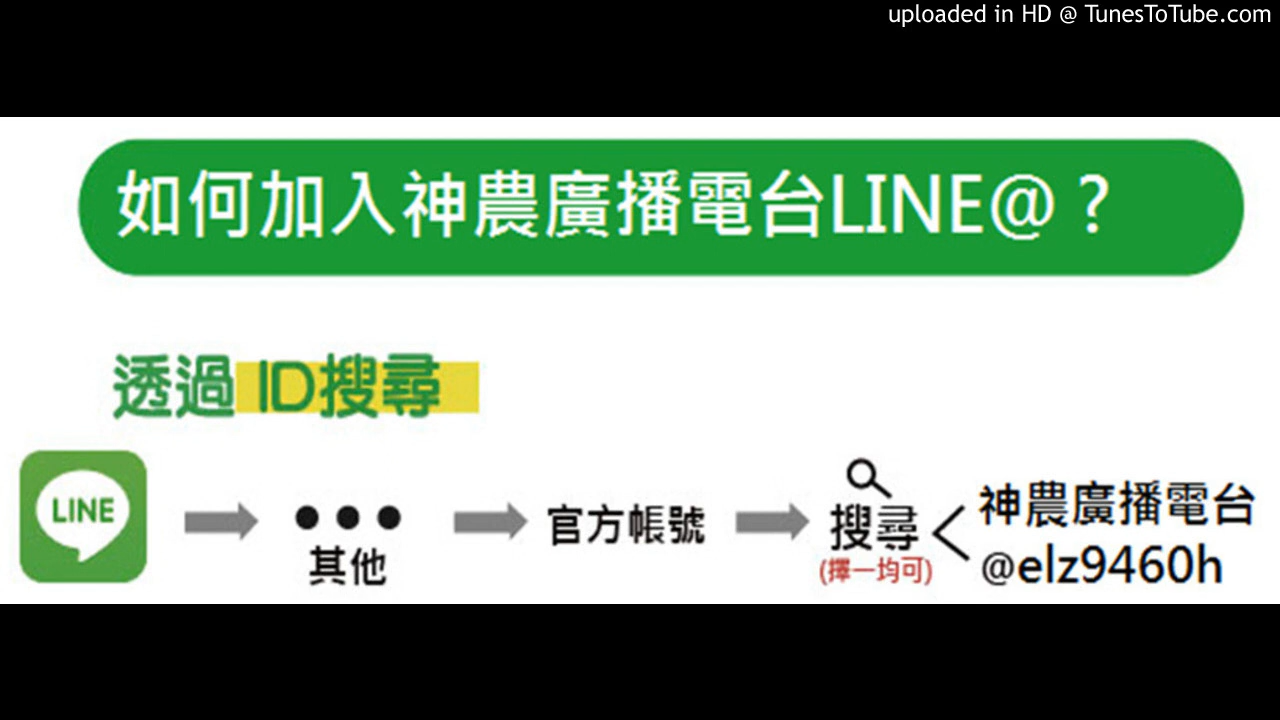 uploaded in HD @ TunesToTube.com
如何加入神農廣播電台LINE@？
透過 ID搜尋
LINE
其他
官方帳號
搜尋
(擇一均可)
神農廣播電台
@elz9460h